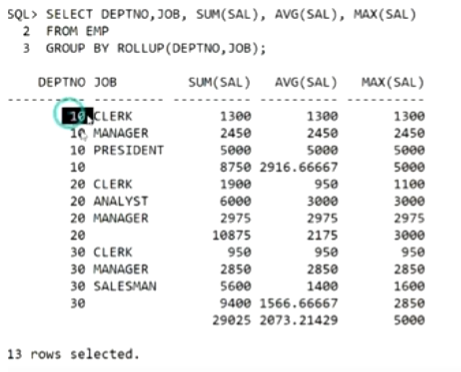 SQL> SELECT DEPTNO,JOB, SUM(SAL), AVG(SAL), MAX(SAL)
  2  FROM EMP
  3  GROUP BY ROLLUP(DEPTNO,JOB);
    DEPTNO JOB         SUM(SAL)   AVG(SAL)   MAX(SAL)
---------- --------- ---------- ---------- ----------
        10 CLERK           1300       1300       1300
        10 MANAGER         2450       2450       2450
        10 PRESIDENT       5000       5000       5000
        10                 8750 2916.66667       5000
        20 CLERK           1900        950       1100
        20 ANALYST         6000       3000       3000
        20 MANAGER         2975       2975       2975
        20                10875       2175       3000
        30 CLERK            950        950        950
        30 MANAGER         2850       2850       2850
        30 SALESMAN        5600       1400       1600
        30                 9400 1566.66667       2850
                          29025 2073.21429       5000
13 rows selected.